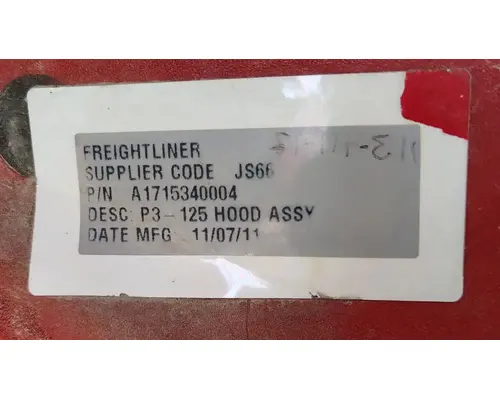 FREIGHTLINER
SUPPLIER CODE JS66
P/N A1715340004
DESC: P3-125 HOOD ASSY
DATE MFG 11/07/11